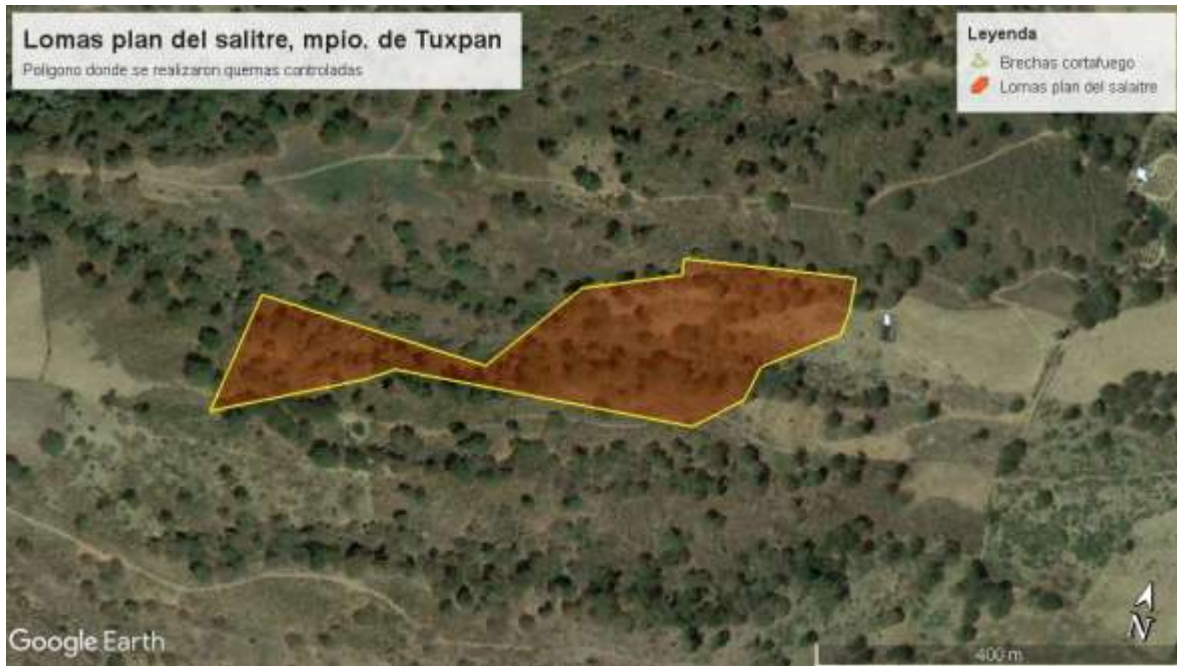 Lomas plan del salitre, mpio. de Tuxpan
Poligono donde se realizaron quemas controladas
Leyenda
Brechas cortafuego
Lomas plan del salaitre
Google Earth
400 m
N